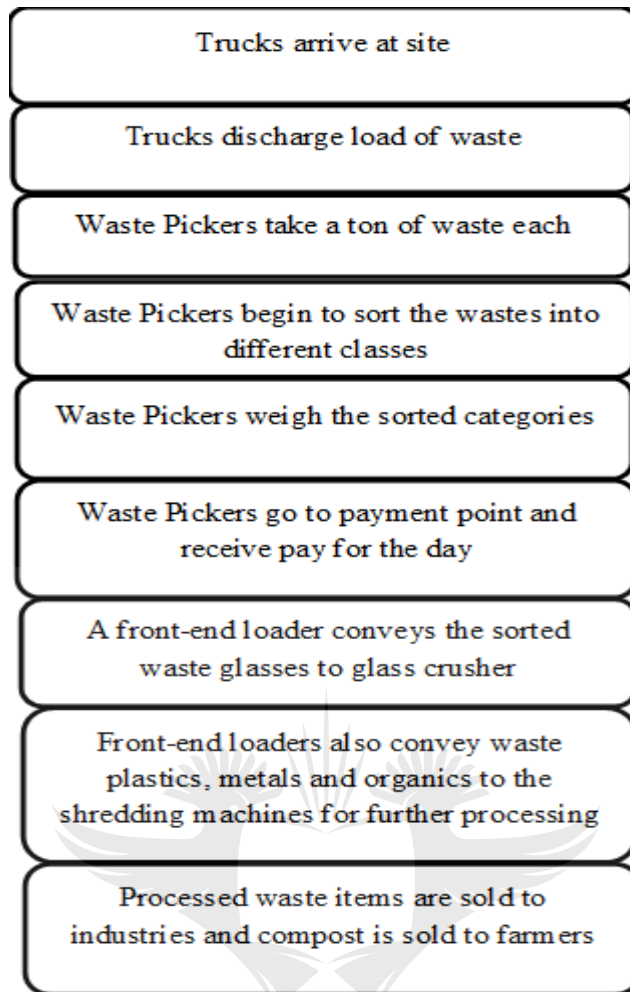 Trucks arrive at site
Trucks discharge load of waste
Waste Pickers take a ton of waste each
Waste Pickers begin to sort the wastes into
different classes
Waste Pickers weigh the sorted categories
Waste Pickers go to payment point and
receive pay for the day
A front-end loader conveys the sorted
waste glasses to glass crusher
Front-end loaders also convey waste
plastics, metals and organics to the
shredding machines for further processing
Processed waste items are sold to
industries and compost is sold to farmers